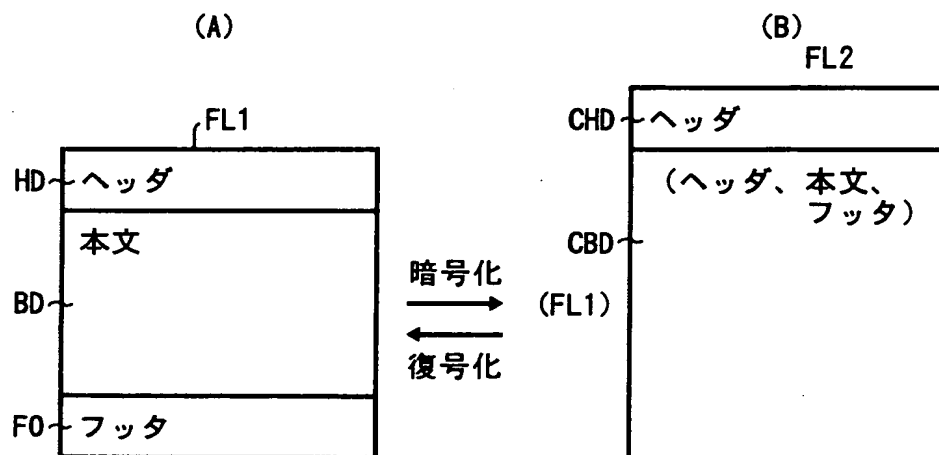 (A)
(B)
FL1
FL2
HD
ヘッダ
CHD
ヘッダ
本文
(ヘッダ、本文、
フッタ)
CBD
BD
暗号化
(FL1)
復号化
FO
フッタ